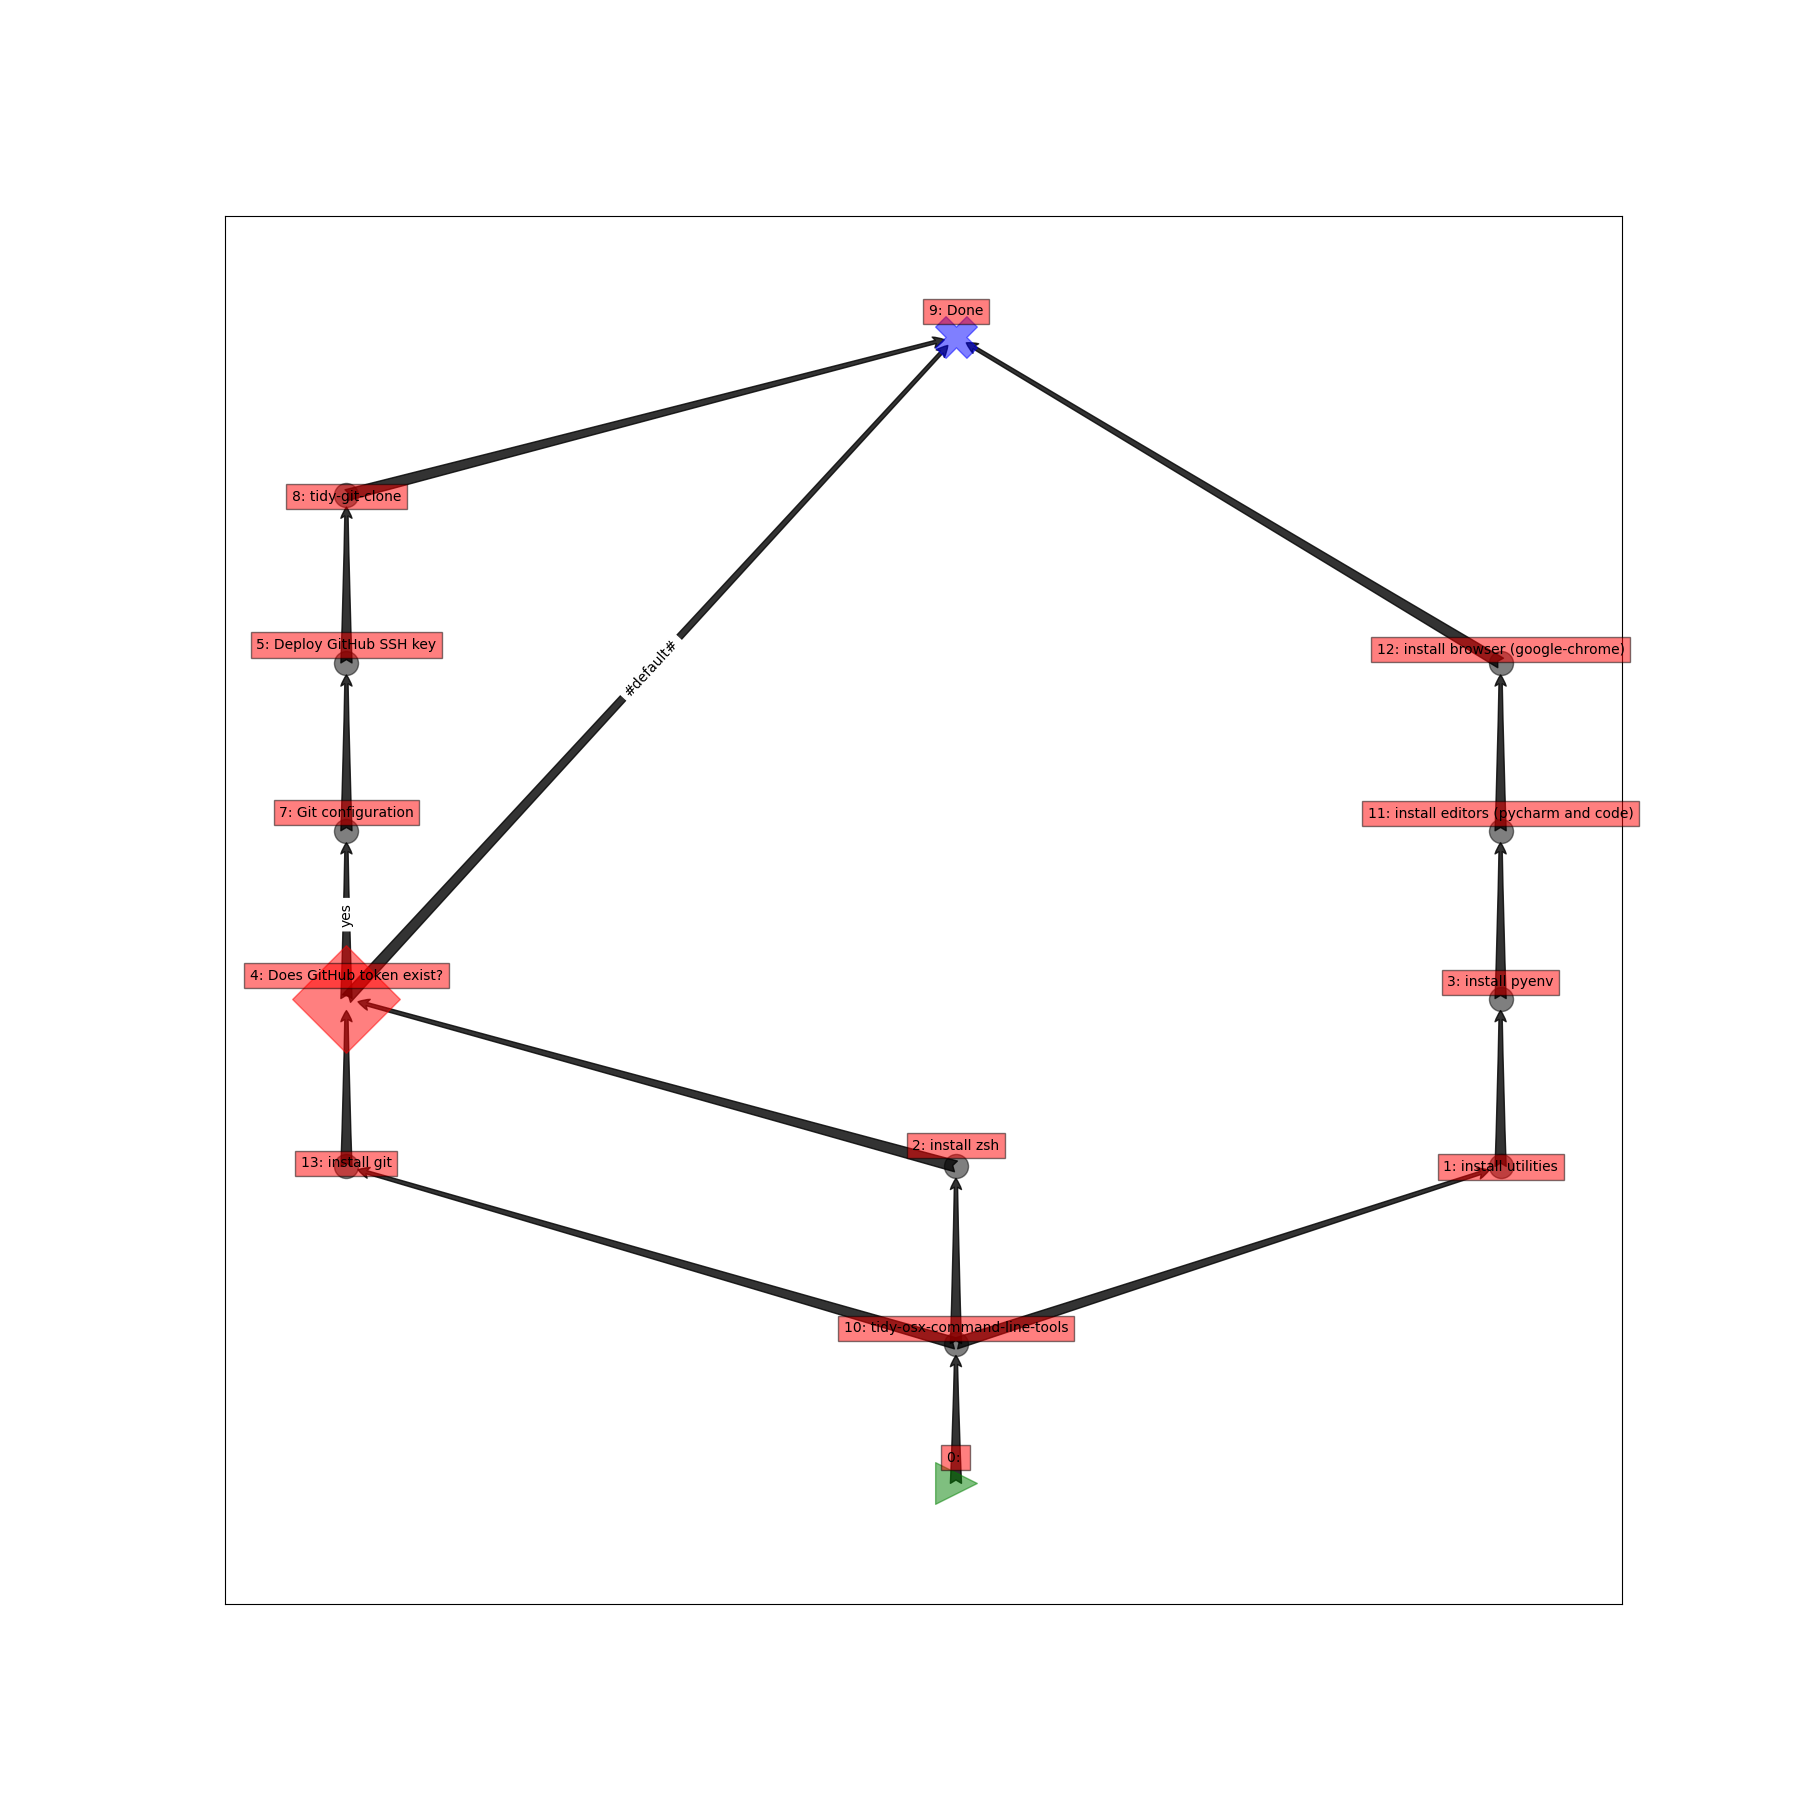 9: Done
8: tidy-git-clone
5: Deploy GitHub SSH key
#default#
12: install browser (google-chrome)
7: Git configuration
11: install editors (pycharm and code)
yes
4: Does GitHub token exist?
3: install pyenv
2: install zsh
13: install git
1: install utilities
10: tidy-osx-command-line-tools
0: